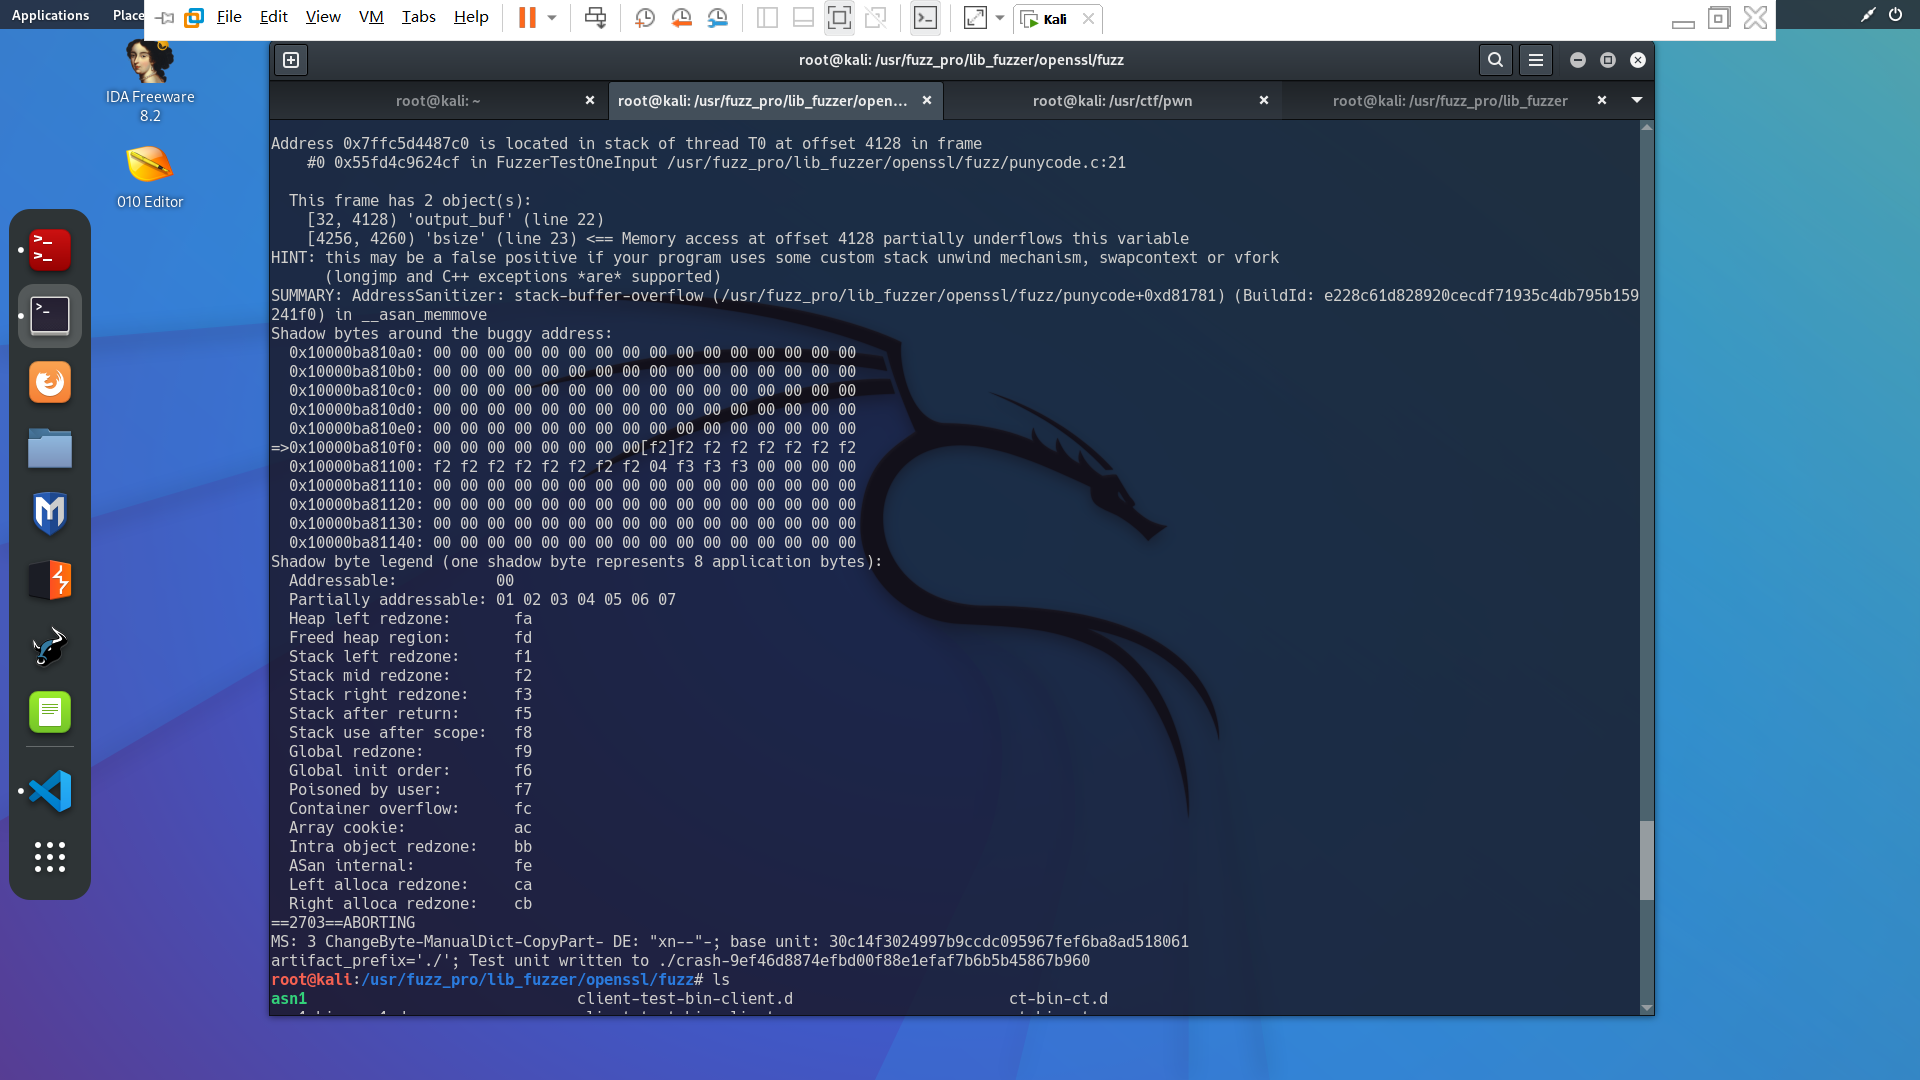 Applications Place
File Edit View VM Tabs Help
Kali
root@kali: /usr/fuzz_pro/lib_fuzzer/openssl/fuzz
root@kali: ~
root@kali: /usr/fuzz_pro/lib_fuzzer/open...
root@kali: /usr/ctf/pwn
root@kali: /usr/fuzz_pro/lib_fuzzer
IDA Freeware
8.2
010 Editor
Address 0x7ffc5d4487c0 is located in stack of thread T0 at offset 4128 in frame
#0 0x55fd4c9624cf in FuzzerTestOneInput /usr/fuzz_pro/lib_fuzzer/openssl/fuzz/punycode.c:21
This frame has 2 object(s):
[32, 4128) 'output_buf' (line 22)
[4256, 4260) 'bsize' (line 23) <== Memory access at offset 4128 partially underflows this variable
HINT: this may be a false positive if your program uses some custom stack unwind mechanism, swapcontext or vfork
(longjmp and C++ exceptions *are* supported)
SUMMARY: AddressSanitizer: stack-buffer-overflow (/usr/fuzz_pro/lib_fuzzer/openssl/fuzz/punycode+0xd81781) (BuildId: e228c61d828920cecdf71935c4db795b159
241f0) in __asan_memmove
Shadow bytes around the buggy address:
0x10000ba810a0: 00 00 00 00 00 00 00 00 00 00 00 00 00 00 00 00
0x10000ba810b0: 00 00 00 00 00 00 00 00 00 00 00 00 00 00 00 00
0x10000ba810c0: 00 00 00 00 00 00 00 00 00 00 00 00 00 00 00 00
0x10000ba810d0: 00 00 00 00 00 00 00 00 00 00 00 00 00 00 00 00
0x10000ba810e0: 00 00 00 00 00 00 00 00 00 00 00 00 00 00 00 00
=>0x10000ba810f0: 00 00 00 00 00 00 00 00[f2]f2 f2 f2 f2 f2 f2 f2
0x10000ba81100: f2 f2 f2 f2 f2 f2 f2 f2 04 f3 f3 f3 00 00 00 00
0x10000ba81110: 00 00 00 00 00 00 00 00 00 00 00 00 00 00 00 00
0x10000ba81120: 00 00 00 00 00 00 00 00 00 00 00 00 00 00 00 00
0x10000ba81130: 00 00 00 00 00 00 00 00 00 00 00 00 00 00 00 00
0x10000ba81140: 00 00 00 00 00 00 00 00 00 00 00 00 00 00 00 00
Shadow byte legend (one shadow byte represents 8 application bytes):
Addressable: 00
Partially addressable: 01 02 03 04 05 06 07
Heap left redzone: fa
Freed heap region: fd
Stack left redzone: f1
Stack mid redzone: f2
Stack right redzone: f3
Stack after return: f5
Stack use after scope: f8
Global redzone: f9
Global init order: f6
Poisoned by user: f7
Container overflow: fc
Array cookie: ac
Intra object redzone: bb
ASan internal: fe
Left alloca redzone: ca
Right alloca redzone: cb
==2703==ABORTING
MS: 3 ChangeByte-ManualDict-CopyPart- DE: "xn--"-; base unit: 30c14f3024997b9ccdc095967fef6ba8ad518061
artifact_prefix='./'; Test unit written to ./crash-9ef46d8874efbd00f88e1efaf7b6b5b45867b960
root@kali:/usr/fuzz_pro/lib_fuzzer/openssl/fuzz# ls
asn1 client-test-bin-client.d ct-bin-ct.d